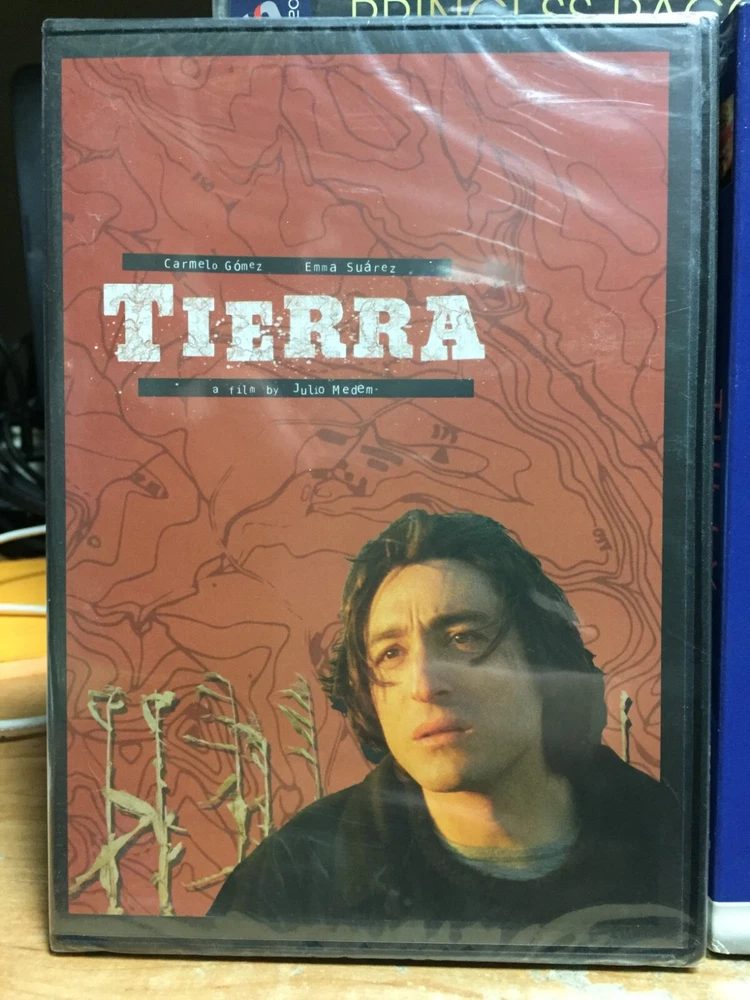 Carmelo Gómez Emma Suárez
TIERRA
a film by Julio Medem